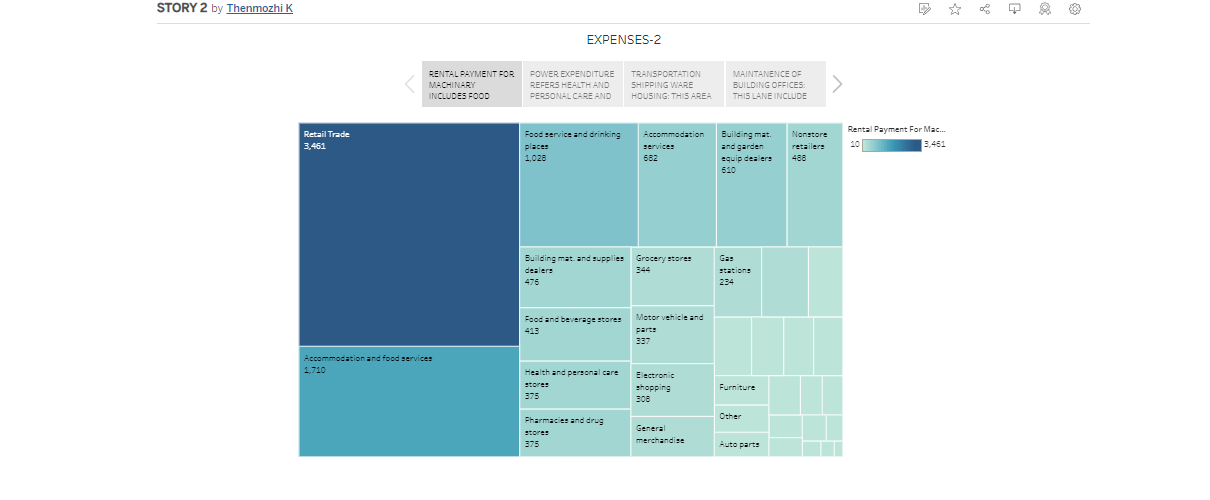 STORY 2 by Thenmozhi K
EXPENSES-2
RENTAL PAYMENT FOR
MACHINARY
INCLUDES FOOD
POWER EXPENDITURE
REFERS HEALTH AND
PERSONAL CARE AND
TRANSPORTATION
SHIPPING WARE
HOUSING: THIS AREA
MAINTANENCE OF
BUILDING OFFICES:
THIS LANE INCLUDE
Retail Trade
3,461
Accommodation and food services
1,710
Food service and drinking
places
1,028
Accommodation
services
682
Building mat.
and garden
equip dealers
610
Nonstore
retailers
488
Building mat. and supplies
dealers
476
Food and beverage stores
413
Health and personal care
stores
375
Pharmacies and drug
stores
375
Grocery stores
344
Motor vehicle and
parts
337
Electronic
shopping
308
General
merchandise
Gas
stations
234
Furniture
Other
Auto parts
Rental Payment For Mac...
10 3,461